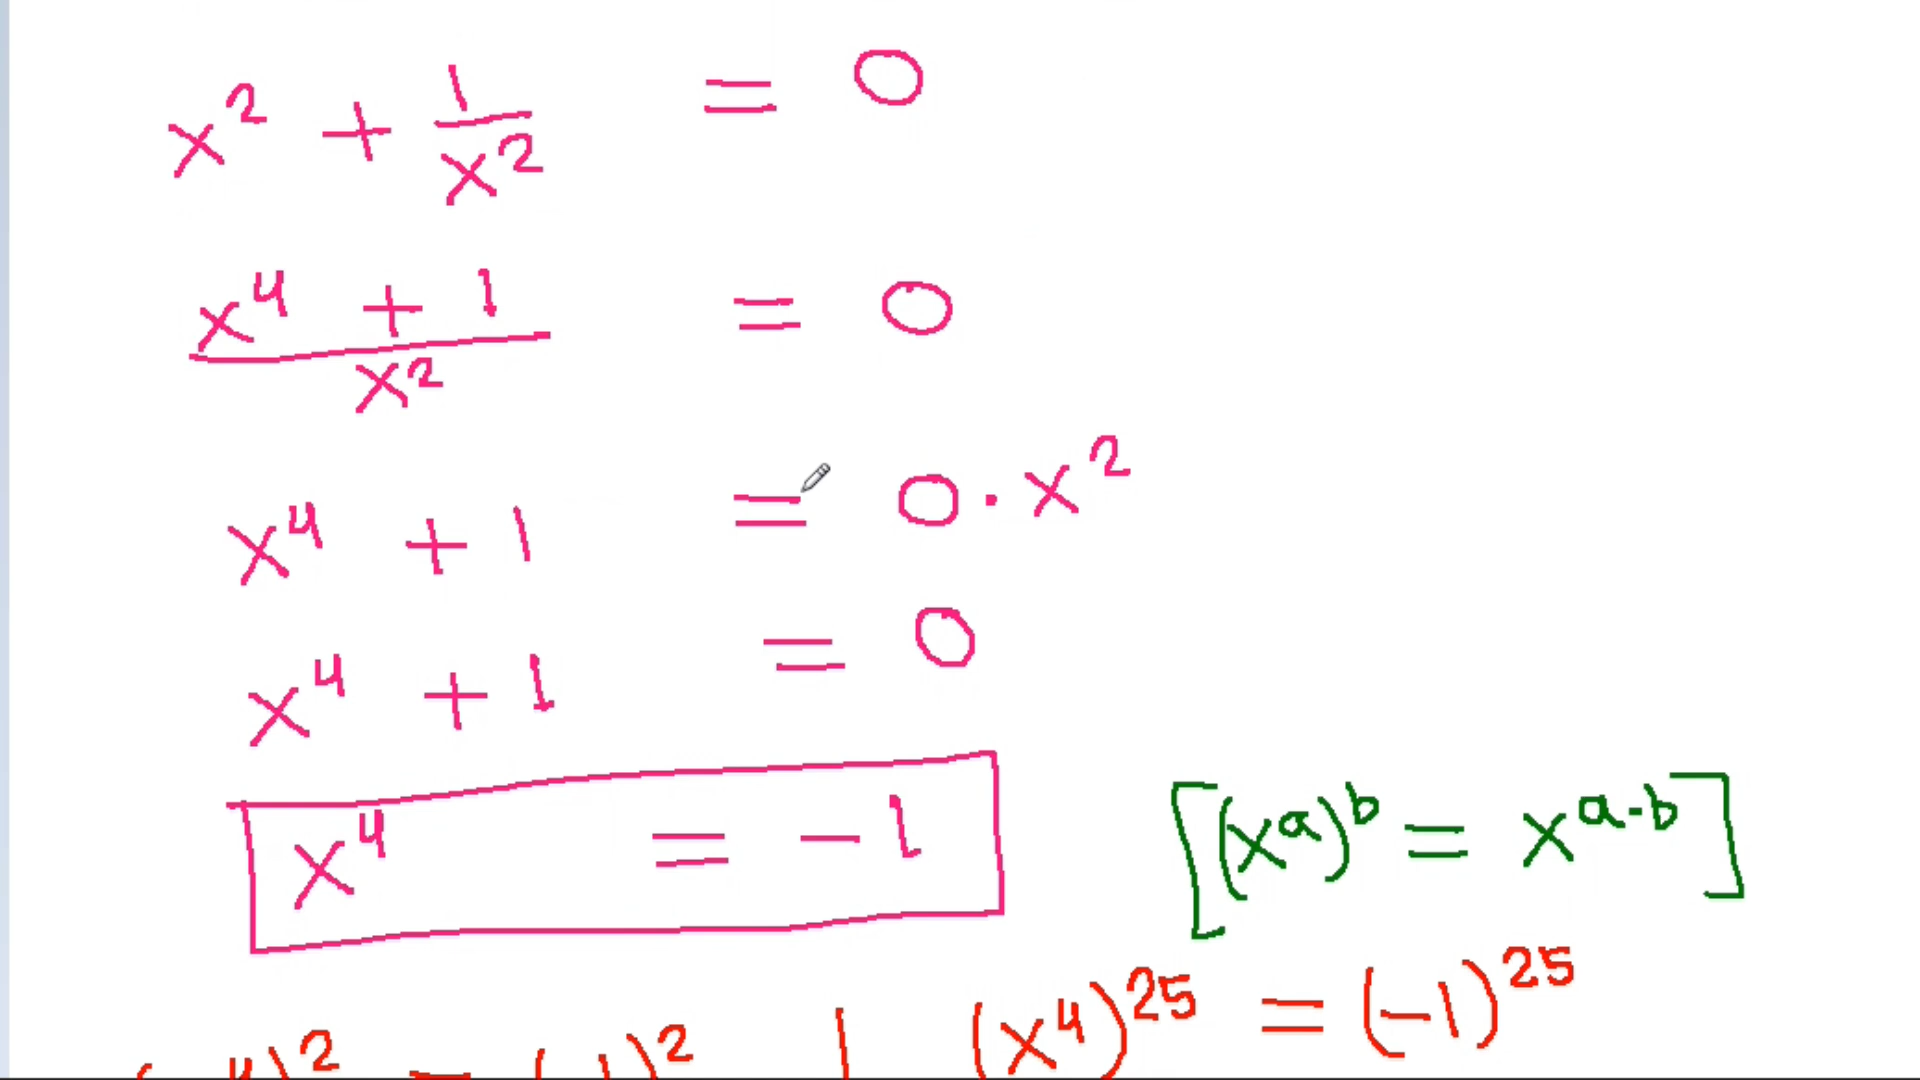 x² + 1/x² = 0
(x⁴ + 1)/x² = 0
x⁴ + 1 = 0 · x²
x⁴ + 1 = 0
x⁴ = - 1
[(xᵃ)ᵇ = xᵃ·ᵇ]
(x⁴)²⁵ = (-1)²⁵